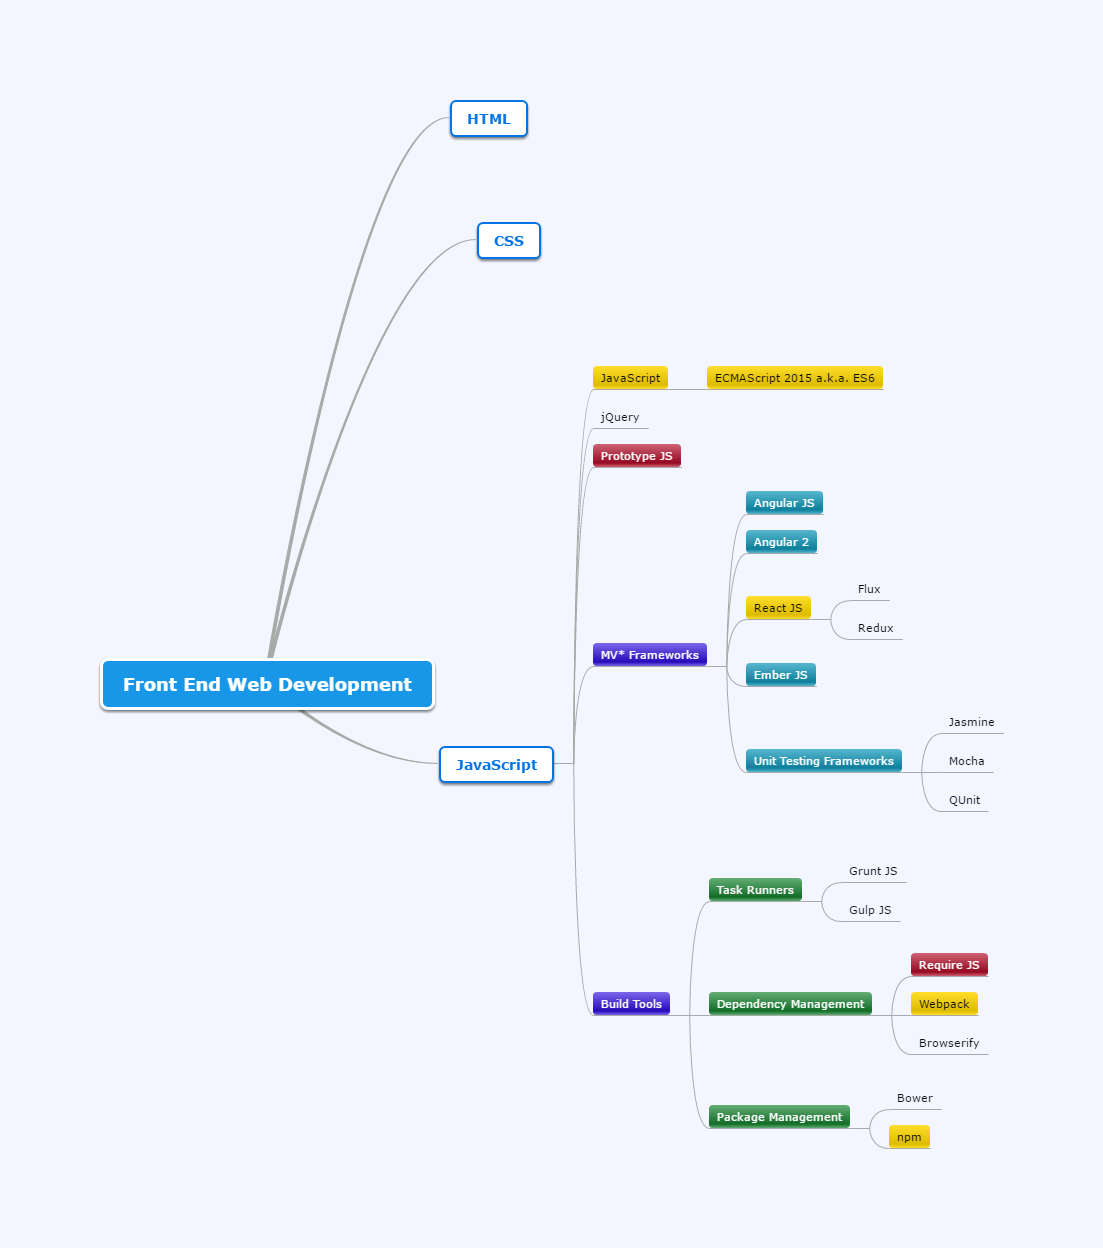 HTML
CSS
JavaScript ECMAScript 2015 a.k.a. ES6
jQuery
Prototype JS
Angular JS
Angular 2
Flux
React JS
Redux
MV* Frameworks
Ember JS
Front End Web Development
Jasmine
Unit Testing Frameworks Mocha
JavaScript
QUnit
Grunt JS
Task Runners
Gulp JS
Require JS
Build Tools Dependency Management Webpack
Browserify
Bower
Package Management
npm